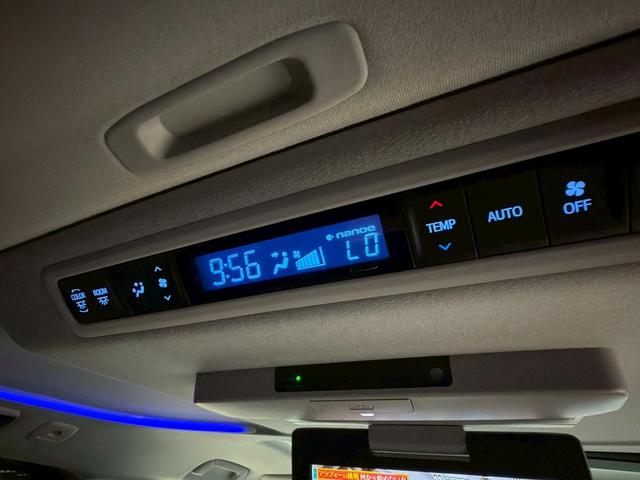 COLOR
ROOM
9:56
nanoe
LO
TEMP
AUTO
OFF